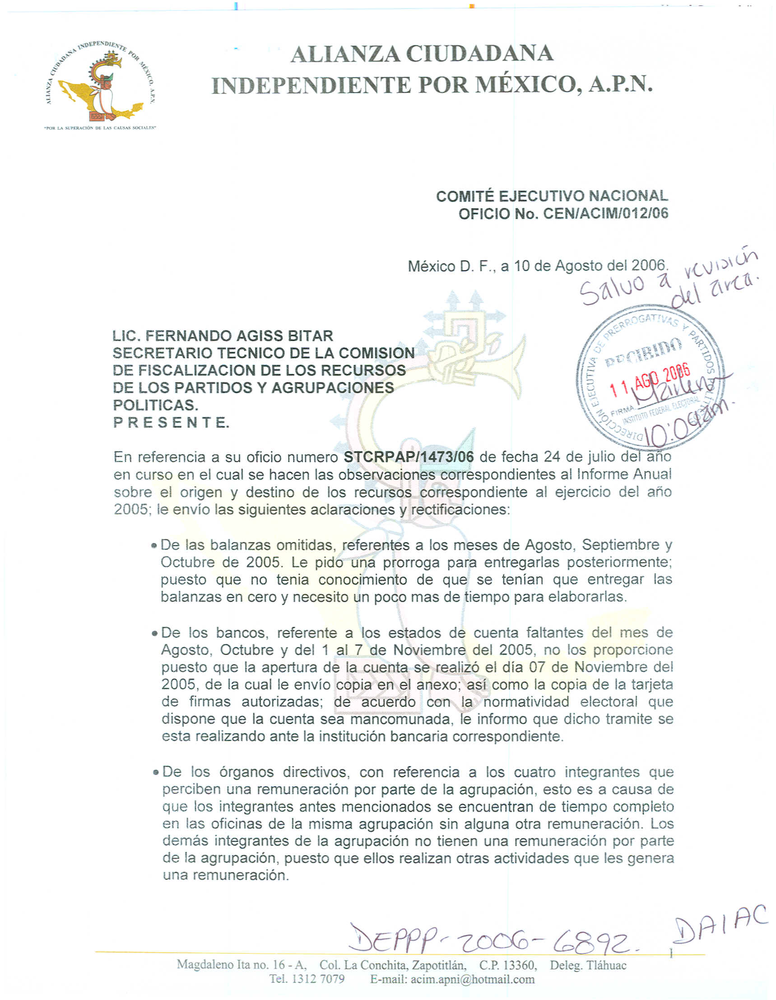 ALIANZA CIUDADANA INDEPENDIENTE POR MÉXICO, A.P.N.
"POR LA SUPERACIÓN DE LAS CAUSAS SOCIALES"
ALIANZA CIUDADANA
INDEPENDIENTE POR MÉXICO, A.P.N.
COMITÉ EJECUTIVO NACIONAL
OFICIO No. CEN/ACIM/012/06
México D. F., a 10 de Agosto del 2006.
Salvo a revisión
del área.
LIC. FERNANDO AGISS BITAR
SECRETARIO TECNICO DE LA COMISION
DE FISCALIZACION DE LOS RECURSOS
DE LOS PARTIDOS Y AGRUPACIONES
POLITICAS.
P R E S E N T E.
DIRECCIÓN EJECUTIVA DE PRERROGATIVAS Y PARTIDOS POLÍTICOS
RECIBIDO
11 AGO 2006
FIRMA
INSTITUTO FEDERAL ELECTORAL
En referencia a su oficio numero STCRPAP/1473/06 de fecha 24 de julio del año
en curso en el cual se hacen las observaciones correspondientes al Informe Anual
sobre el origen y destino de los recursos correspondiente al ejercicio del año
2005; le envío las siguientes aclaraciones y rectificaciones:
• De las balanzas omitidas, referentes a los meses de Agosto, Septiembre y
Octubre de 2005. Le pido una prorroga para entregarlas posteriormente;
puesto que no tenia conocimiento de que se tenían que entregar las
balanzas en cero y necesito un poco mas de tiempo para elaborarlas.
• De los bancos, referente a los estados de cuenta faltantes del mes de
Agosto, Octubre y del 1 al 7 de Noviembre del 2005, no los proporcione
puesto que la apertura de la cuenta se realizó el día 07 de Noviembre del
2005, de la cual le envío copia en el anexo; así como la copia de la tarjeta
de firmas autorizadas; de acuerdo con la normatividad electoral que
dispone que la cuenta sea mancomunada, le informo que dicho tramite se
esta realizando ante la institución bancaria correspondiente.
• De los órganos directivos, con referencia a los cuatro integrantes que
perciben una remuneración por parte de la agrupación, esto es a causa de
que los integrantes antes mencionados se encuentran de tiempo completo
en las oficinas de la misma agrupación sin alguna otra remuneración. Los
demás integrantes de la agrupación no tienen una remuneración por parte
de la agrupación, puesto que ellos realizan otras actividades que les genera
una remuneración.
DEPPP-2006-6892.
DAIAC
1
Magdaleno Ita no. 16 - A, Col. La Conchita, Zapotitlán, C.P. 13360, Deleg. Tláhuac
Tel. 1312 7079 E-mail: acim.apni@hotmail.com